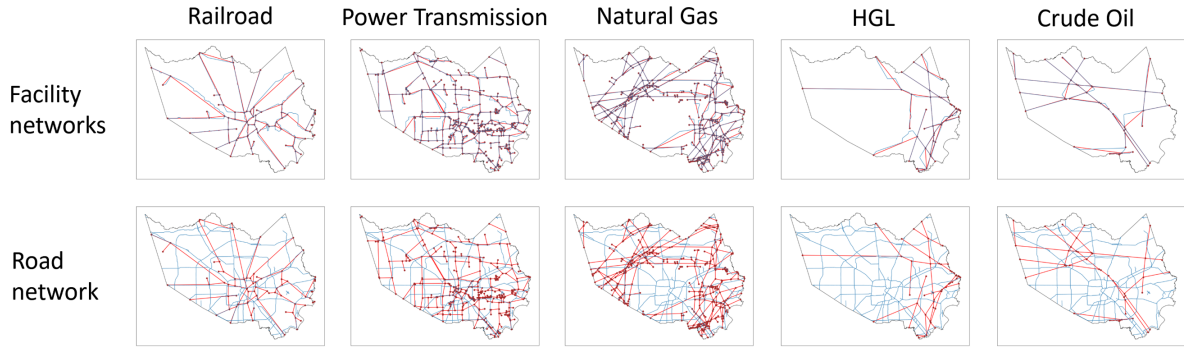 Railroad
Power Transmission
Natural Gas
HGL
Crude Oil
Facility
networks
Road
network